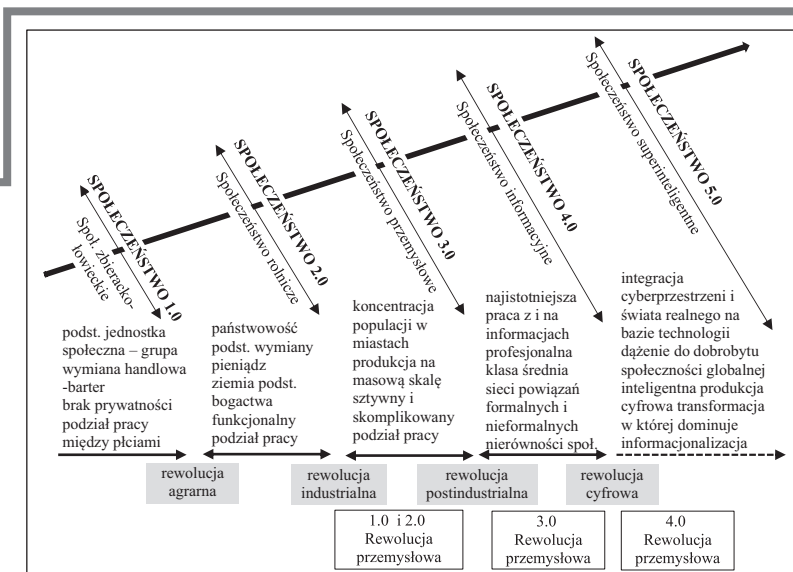 SPOŁECZEŃSTWO 1.0
Społ. zbieracko-
łowieckie
SPOŁECZEŃSTWO 2.0
Społeczeństwo rolnicze
SPOŁECZEŃSTWO 3.0
Społeczeństwo przemysłowe
SPOŁECZEŃSTWO 4.0
Społeczeństwo informacyjne
SPOŁECZEŃSTWO 5.0
Społeczeństwo superinteligentne
podst. jednostka
społeczna – grupa
wymiana handlowa
-barter
brak prywatności
podział pracy
między płciami
państwowość
podst. wymiany
pieniądz
ziemia podst.
bogactwa
funkcjonalny
podział pracy
koncentracja
populacji w
miastach
produkcja na
masową skalę
sztywny i
skomplikowany
podział pracy
najistotniejsza
praca z i na
informacjach
profesjonalna
klasa średnia
sieci powiązań
formalnych i
nieformalnych
nierówności społ.
integracja
cyberprzestrzeni i
świata realnego na
bazie technologii
dążenie do dobrobytu
społeczności globalnej
inteligentna produkcja
cyfrowa transformacja
w której dominuje
informacjonalizacja
rewolucja
agrarna
rewolucja
industrialna
rewolucja
postindustrialna
rewolucja
cyfrowa
1.0 i 2.0
Rewolucja
przemysłowa
3.0
Rewolucja
przemysłowa
4.0
Rewolucja
przemysłowa